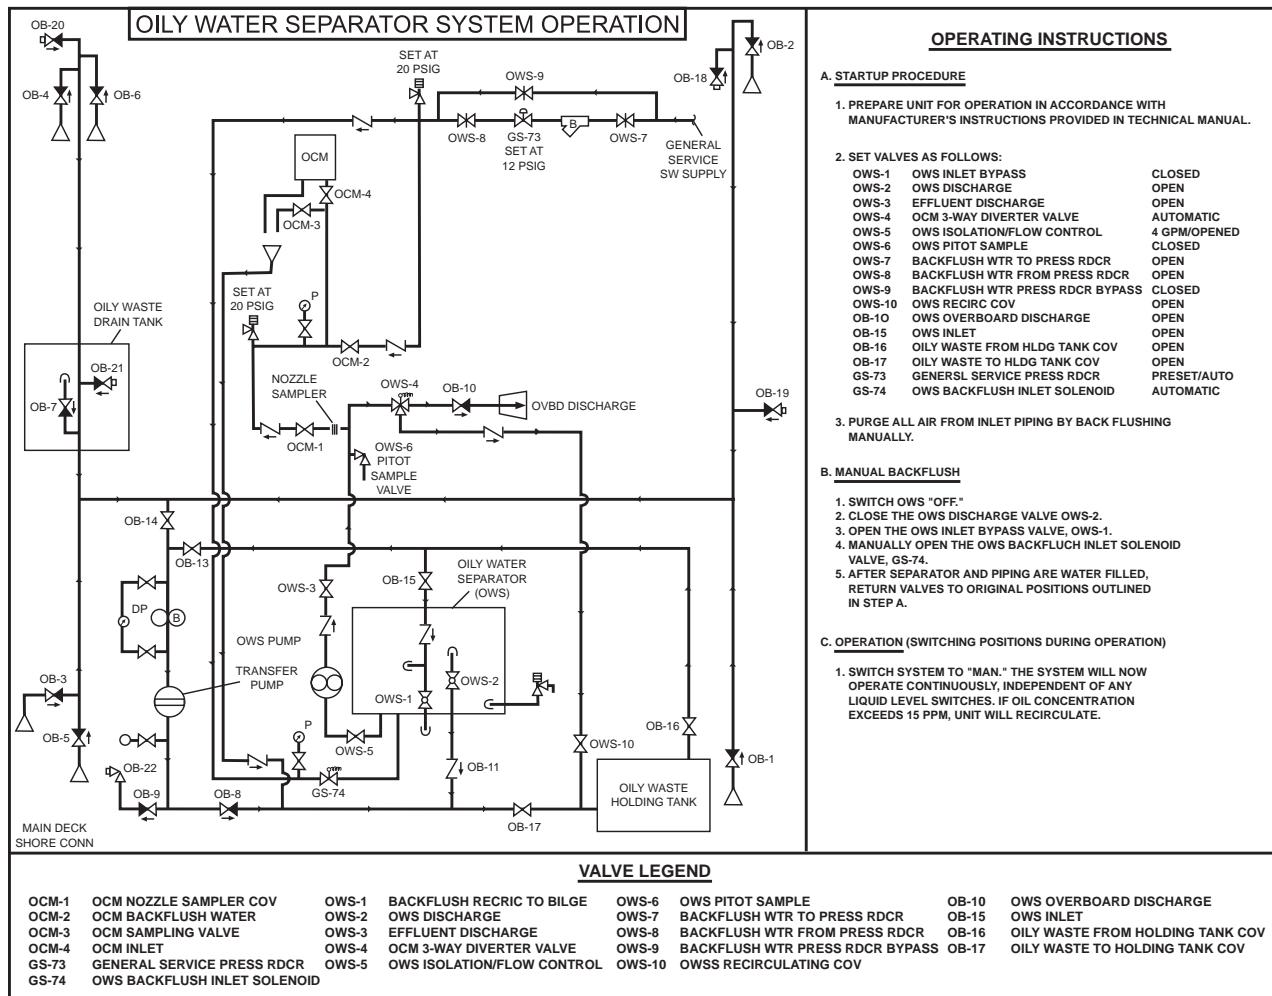 OILY WATER SEPARATOR SYSTEM OPERATION
OB-20
OB-4
OB-6
SET AT
20 PSIG
OWS-9
OWS-8
GS-73
SET AT
12 PSIG
B
OWS-7
GENERAL
SERVICE
SW SUPPLY
OB-18
OB-2
OCM
OCM-4
OCM-3
SET AT
20 PSIG
P
OCM-2
OILY WASTE
DRAIN TANK
OB-21
OB-7
NOZZLE
SAMPLER
OWS-4
OB-10
OVBD DISCHARGE
OB-19
OCM-1
OWS-6
PITOT
SAMPLE
VALVE
OB-14
OB-13
OWS-3
OB-15
OILY WATER
SEPARATOR
(OWS)
DP
B
OWS PUMP
TRANSFER
PUMP
OWS-1
OWS-2
OB-3
OB-5
P
OWS-5
OB-16
OWS-10
OB-1
OB-22
OB-9
OB-8
GS-74
OB-11
OB-17
OILY WASTE
HOLDING TANK
MAIN DECK
SHORE CONN
OPERATING INSTRUCTIONS
A. STARTUP PROCEDURE
1. PREPARE UNIT FOR OPERATION IN ACCORDANCE WITH
MANUFACTURER'S INSTRUCTIONS PROVIDED IN TECHNICAL MANUAL.
2. SET VALVES AS FOLLOWS:
OWS-1 OWS INLET BYPASS CLOSED
OWS-2 OWS DISCHARGE OPEN
OWS-3 EFFLUENT DISCHARGE OPEN
OWS-4 OCM 3-WAY DIVERTER VALVE AUTOMATIC
OWS-5 OWS ISOLATION/FLOW CONTROL 4 GPM/OPENED
OWS-6 OWS PITOT SAMPLE CLOSED
OWS-7 BACKFLUSH WTR TO PRESS RDCR OPEN
OWS-8 BACKFLUSH WTR FROM PRESS RDCR OPEN
OWS-9 BACKFLUSH WTR PRESS RDCR BYPASS CLOSED
OWS-10 OWS RECIRC COV OPEN
OB-1O OWS OVERBOARD DISCHARGE OPEN
OB-15 OWS INLET OPEN
OB-16 OILY WASTE FROM HLDG TANK COV OPEN
OB-17 OILY WASTE TO HLDG TANK COV OPEN
GS-73 GENERSL SERVICE PRESS RDCR PRESET/AUTO
GS-74 OWS BACKFLUSH INLET SOLENOID AUTOMATIC
3. PURGE ALL AIR FROM INLET PIPING BY BACK FLUSHING
MANUALLY.
B. MANUAL BACKFLUSH
1. SWITCH OWS "OFF."
2. CLOSE THE OWS DISCHARGE VALVE OWS-2.
3. OPEN THE OWS INLET BYPASS VALVE, OWS-1.
4. MANUALLY OPEN THE OWS BACKFLUCH INLET SOLENOID
VALVE, GS-74.
5. AFTER SEPARATOR AND PIPING ARE WATER FILLED,
RETURN VALVES TO ORIGINAL POSITIONS OUTLINED
IN STEP A.
C. OPERATION (SWITCHING POSITIONS DURING OPERATION)
1. SWITCH SYSTEM TO "MAN." THE SYSTEM WILL NOW
OPERATE CONTINUOUSLY, INDEPENDENT OF ANY
LIQUID LEVEL SWITCHES. IF OIL CONCENTRATION
EXCEEDS 15 PPM, UNIT WILL RECIRCULATE.
VALVE LEGEND
OCM-1 OCM NOZZLE SAMPLER COV
OCM-2 OCM BACKFLUSH WATER
OCM-3 OCM SAMPLING VALVE
OCM-4 OCM INLET
GS-73 GENERAL SERVICE PRESS RDCR
GS-74 OWS BACKFLUSH INLET SOLENOID
OWS-1 BACKFLUSH RECRIC TO BILGE
OWS-2 OWS DISCHARGE
OWS-3 EFFLUENT DISCHARGE
OWS-4 OCM 3-WAY DIVERTER VALVE
OWS-5 OWS ISOLATION/FLOW CONTROL
OWS-6 OWS PITOT SAMPLE
OWS-7 BACKFLUSH WTR TO PRESS RDCR
OWS-8 BACKFLUSH WTR FROM PRESS RDCR
OWS-9 BACKFLUSH WTR PRESS RDCR BYPASS
OWS-10 OWSS RECIRCULATING COV
OB-10 OWS OVERBOARD DISCHARGE
OB-15 OWS INLET
OB-16 OILY WASTE FROM HOLDING TANK COV
OB-17 OILY WASTE TO HOLDING TANK COV